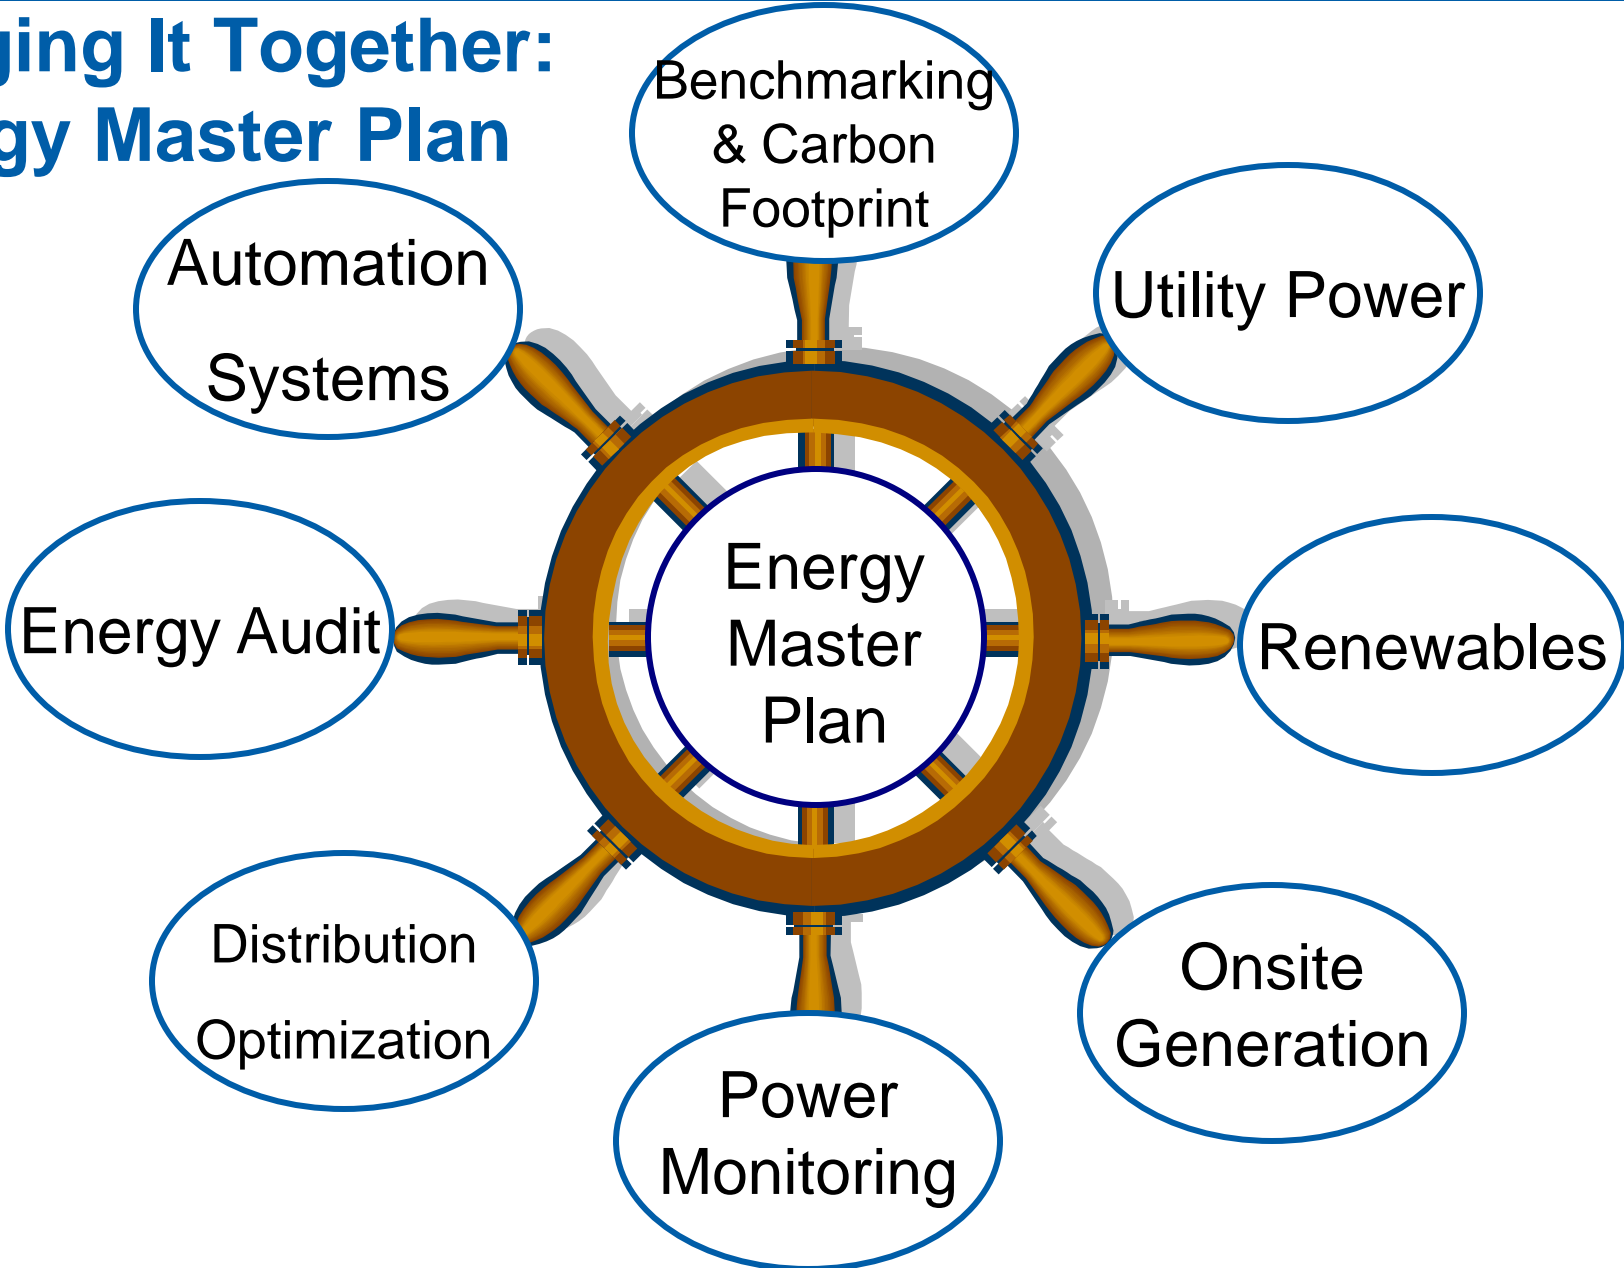 ging It Together:
gy Master Plan
Benchmarking
& Carbon
Footprint
Automation
Systems
Utility Power
Energy Audit
Energy
Master
Plan
Renewables
Distribution
Optimization
Onsite
Generation
Power
Monitoring